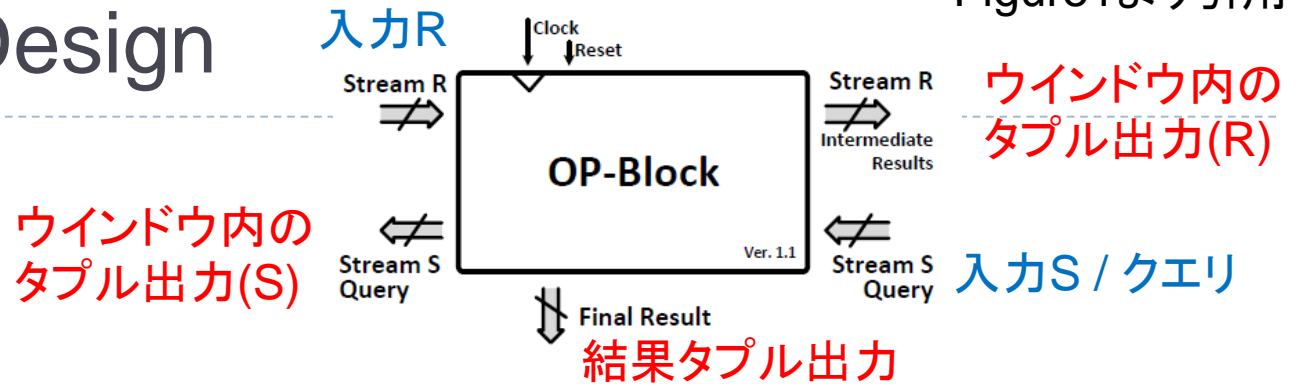 Design
入力R
Clock
Reset
Stream R
OP-Block
Ver. 1.1
Stream R
Intermediate
Results
ウインドウ内の
タプル出力(R)
ウインドウ内の
タプル出力(S)
Stream S
Query
Stream S
Query
入力S / クエリ
Final Result
結果タプル出力